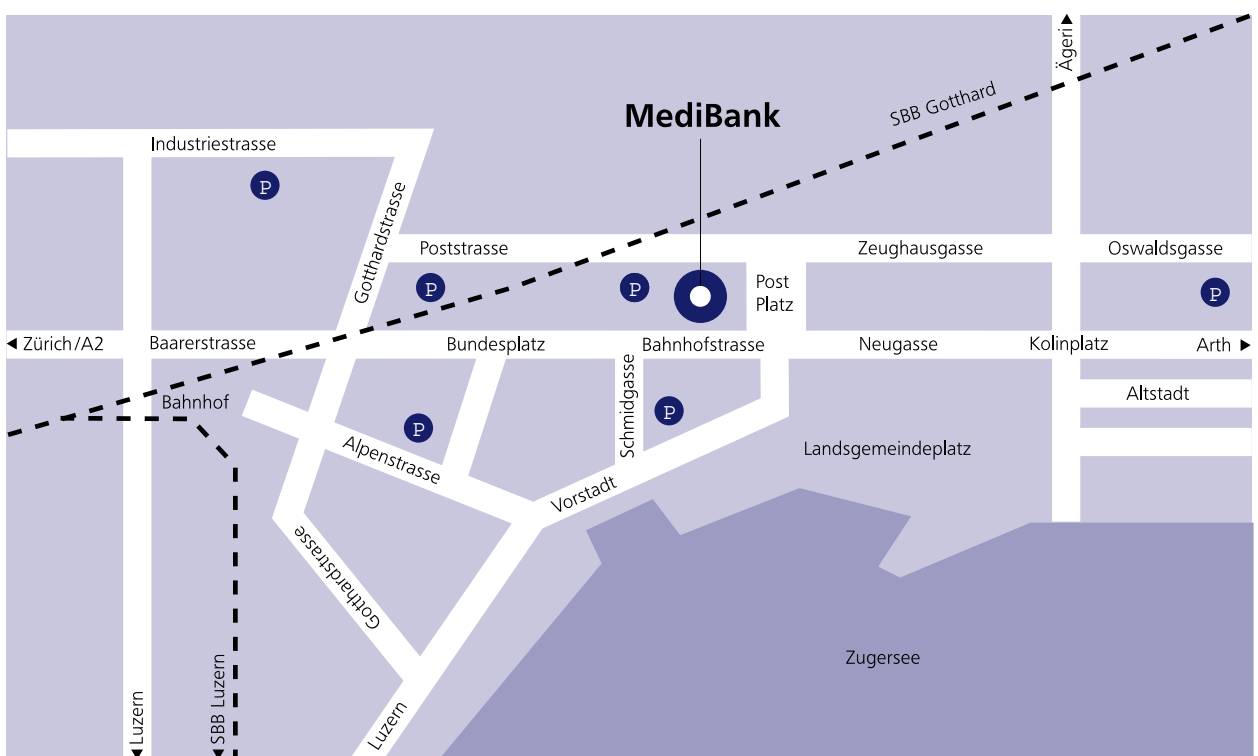 Ägeri
SBB Gotthard
MediBank
Industriestrasse
P
Gotthardstrasse
Poststrasse
Zeughausgasse
Oswaldsgasse
P
P
Post
Platz
P
Zürich/A2
Baarerstrasse
Bundesplatz
Bahnhofstrasse
Neugasse
Kolinplatz
Arth
Bahnhof
Schmidgasse
P
P
Altstadt
Alpenstrasse
Landsgemeindeplatz
Vorstadt
Gotthardstrasse
Zugersee
Luzern
SBB Luzern
Luzern